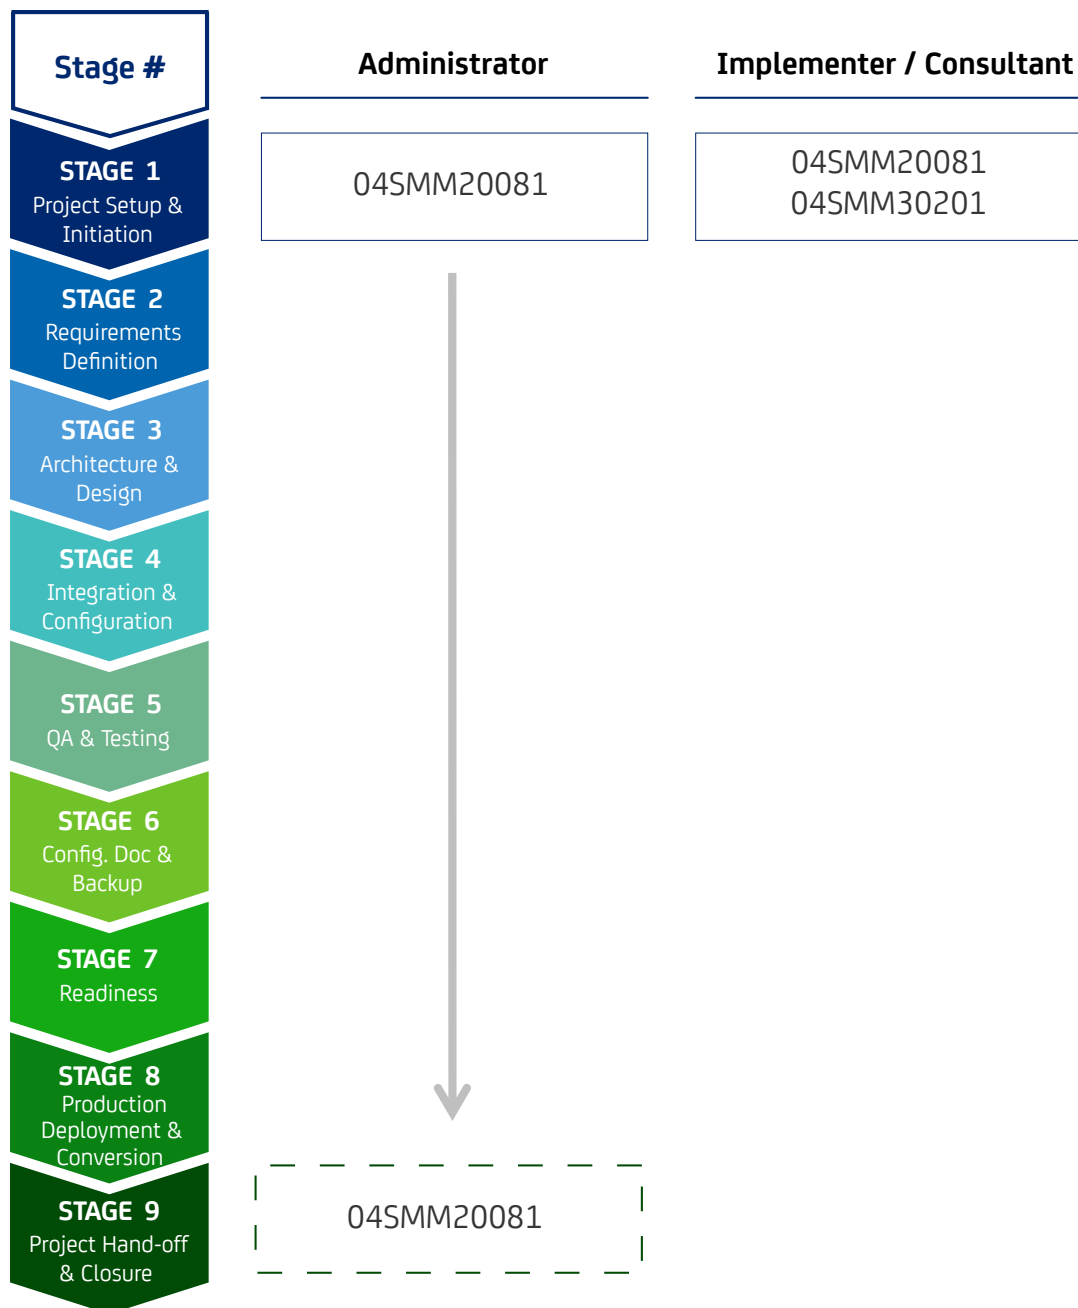 Stage #
Administrator
Implementer / Consultant
STAGE 1
Project Setup &
Initiation
04SMM20081
04SMM20081
04SMM30201
STAGE 2
Requirements
Definition
STAGE 3
Architecture &
Design
STAGE 4
Integration &
Configuration
STAGE 5
QA & Testing
STAGE 6
Config. Doc &
Backup
STAGE 7
Readiness
STAGE 8
Production
Deployment &
Conversion
STAGE 9
Project Hand-off
& Closure
04SMM20081